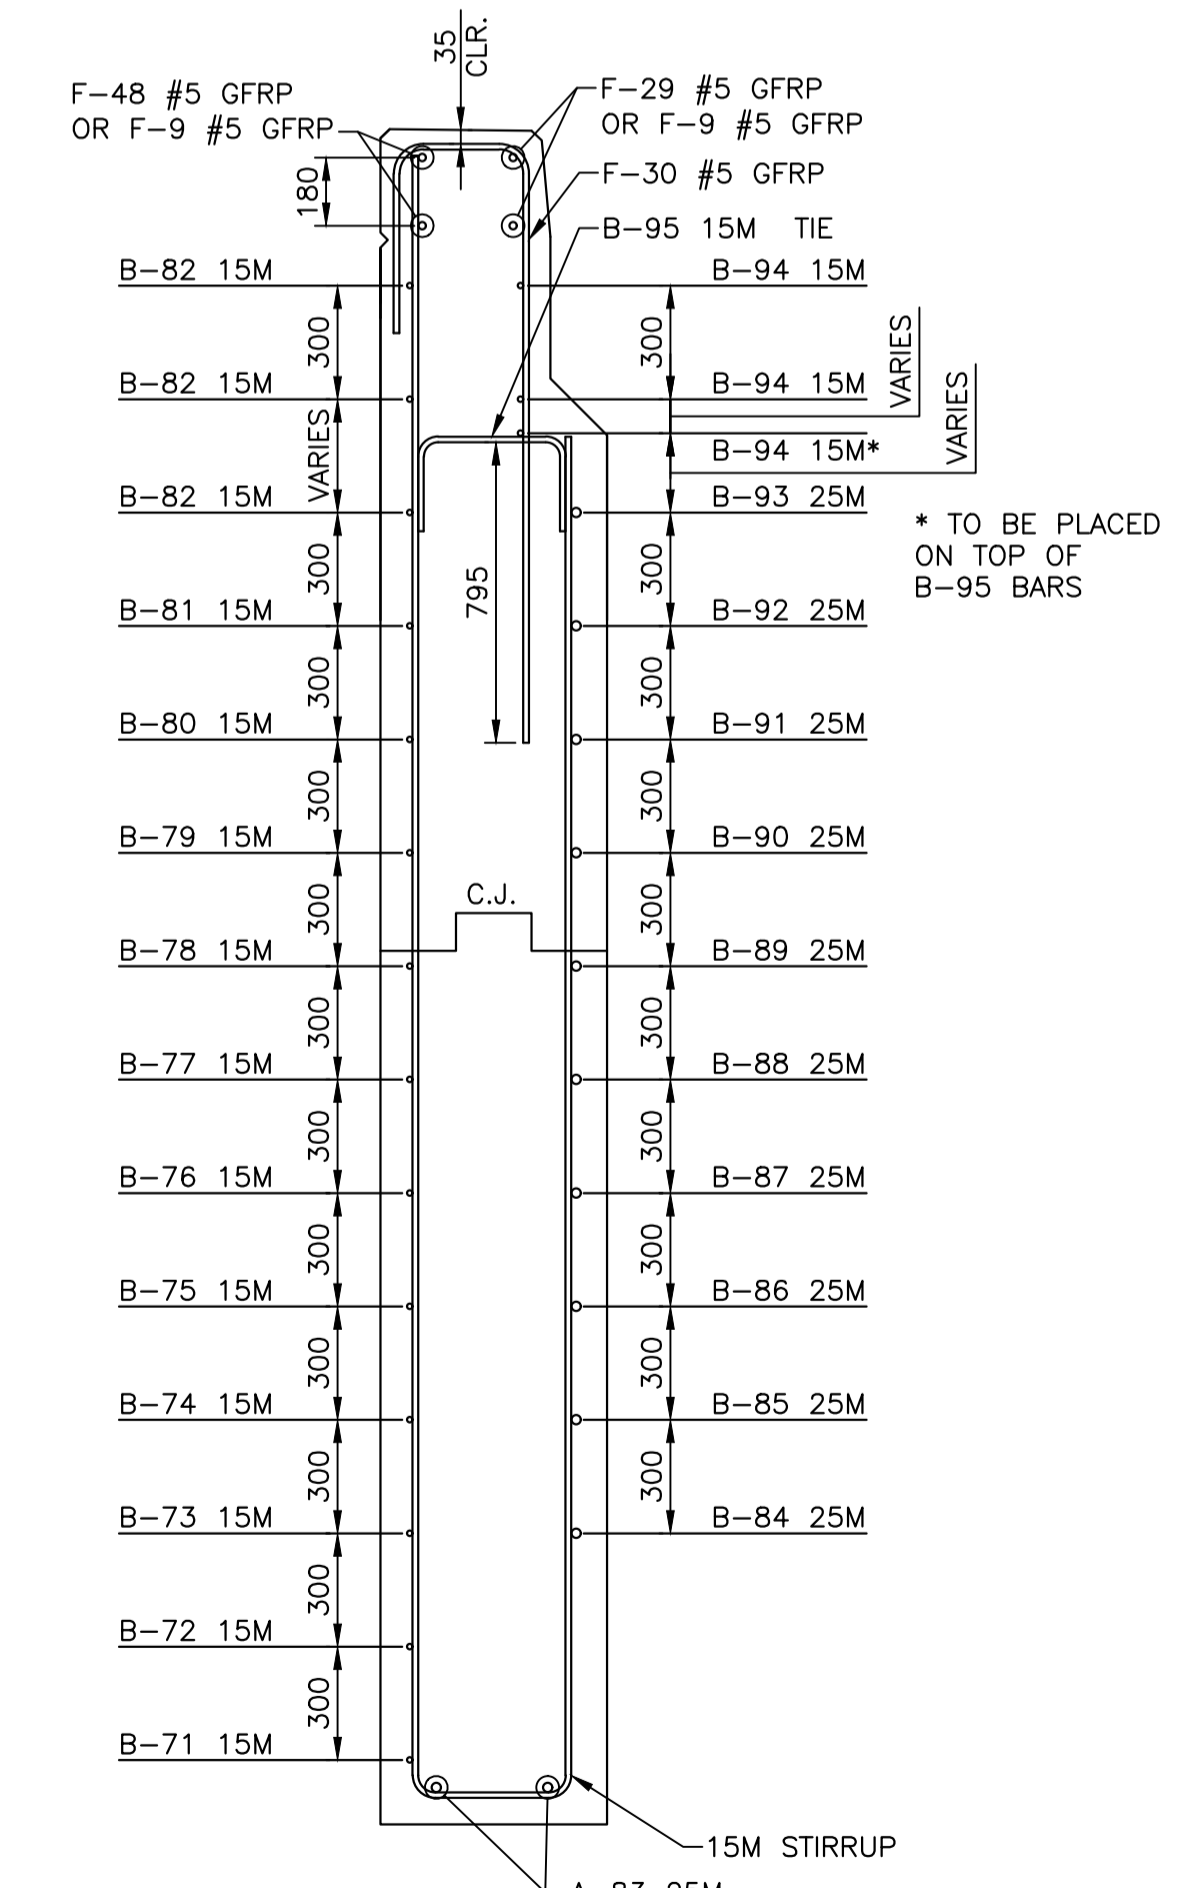 35
CLR.
F-48 #5 GFRP
OR F-9 #5 GFRP
F-29 #5 GFRP
OR F-9 #5 GFRP
180
F-30 #5 GFRP
B-95 15M TIE
B-82 15M
B-94 15M
300
300
VARIES
B-82 15M
B-94 15M
VARIES
VARIES
B-94 15M*
B-82 15M
B-93 25M
* TO BE PLACED
ON TOP OF
B-95 BARS
300
795
300
B-81 15M
B-92 25M
300
300
B-80 15M
B-91 25M
300
300
B-79 15M
B-90 25M
C.J.
300
300
B-78 15M
B-89 25M
300
300
B-77 15M
B-88 25M
300
300
B-76 15M
B-87 25M
300
300
B-75 15M
B-86 25M
300
300
B-74 15M
B-85 25M
300
300
B-73 15M
B-84 25M
300
B-72 15M
300
B-71 15M
15M STIRRUP